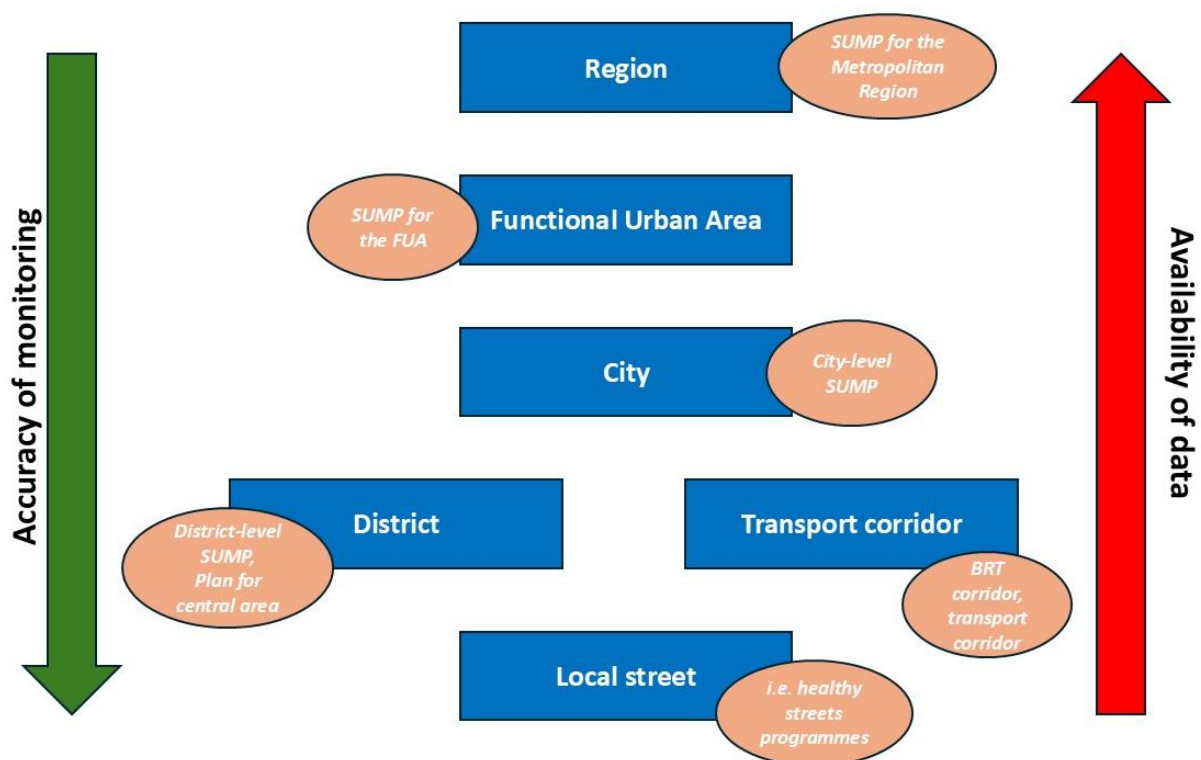 Region
SUMP for the
Metropolitan
Region
SUMP for
the FUA
Functional Urban Area
City
City-level
SUMP
District
District-level
SUMP,
Plan for
central area
Transport corridor
BRT
corridor,
transport
corridor
Local street
i.e. healthy
streets
programmes
Accuracy of monitoring
Availability of data